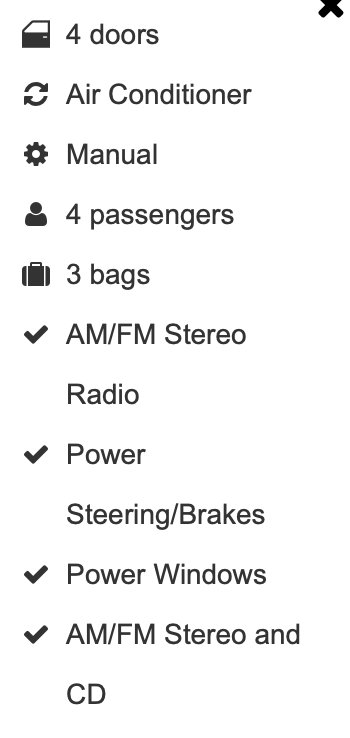 4 doors
Air Conditioner
Manual
4 passengers
3 bags
AM/FM Stereo
Radio
Power
Steering/Brakes
Power Windows
AM/FM Stereo and
CD